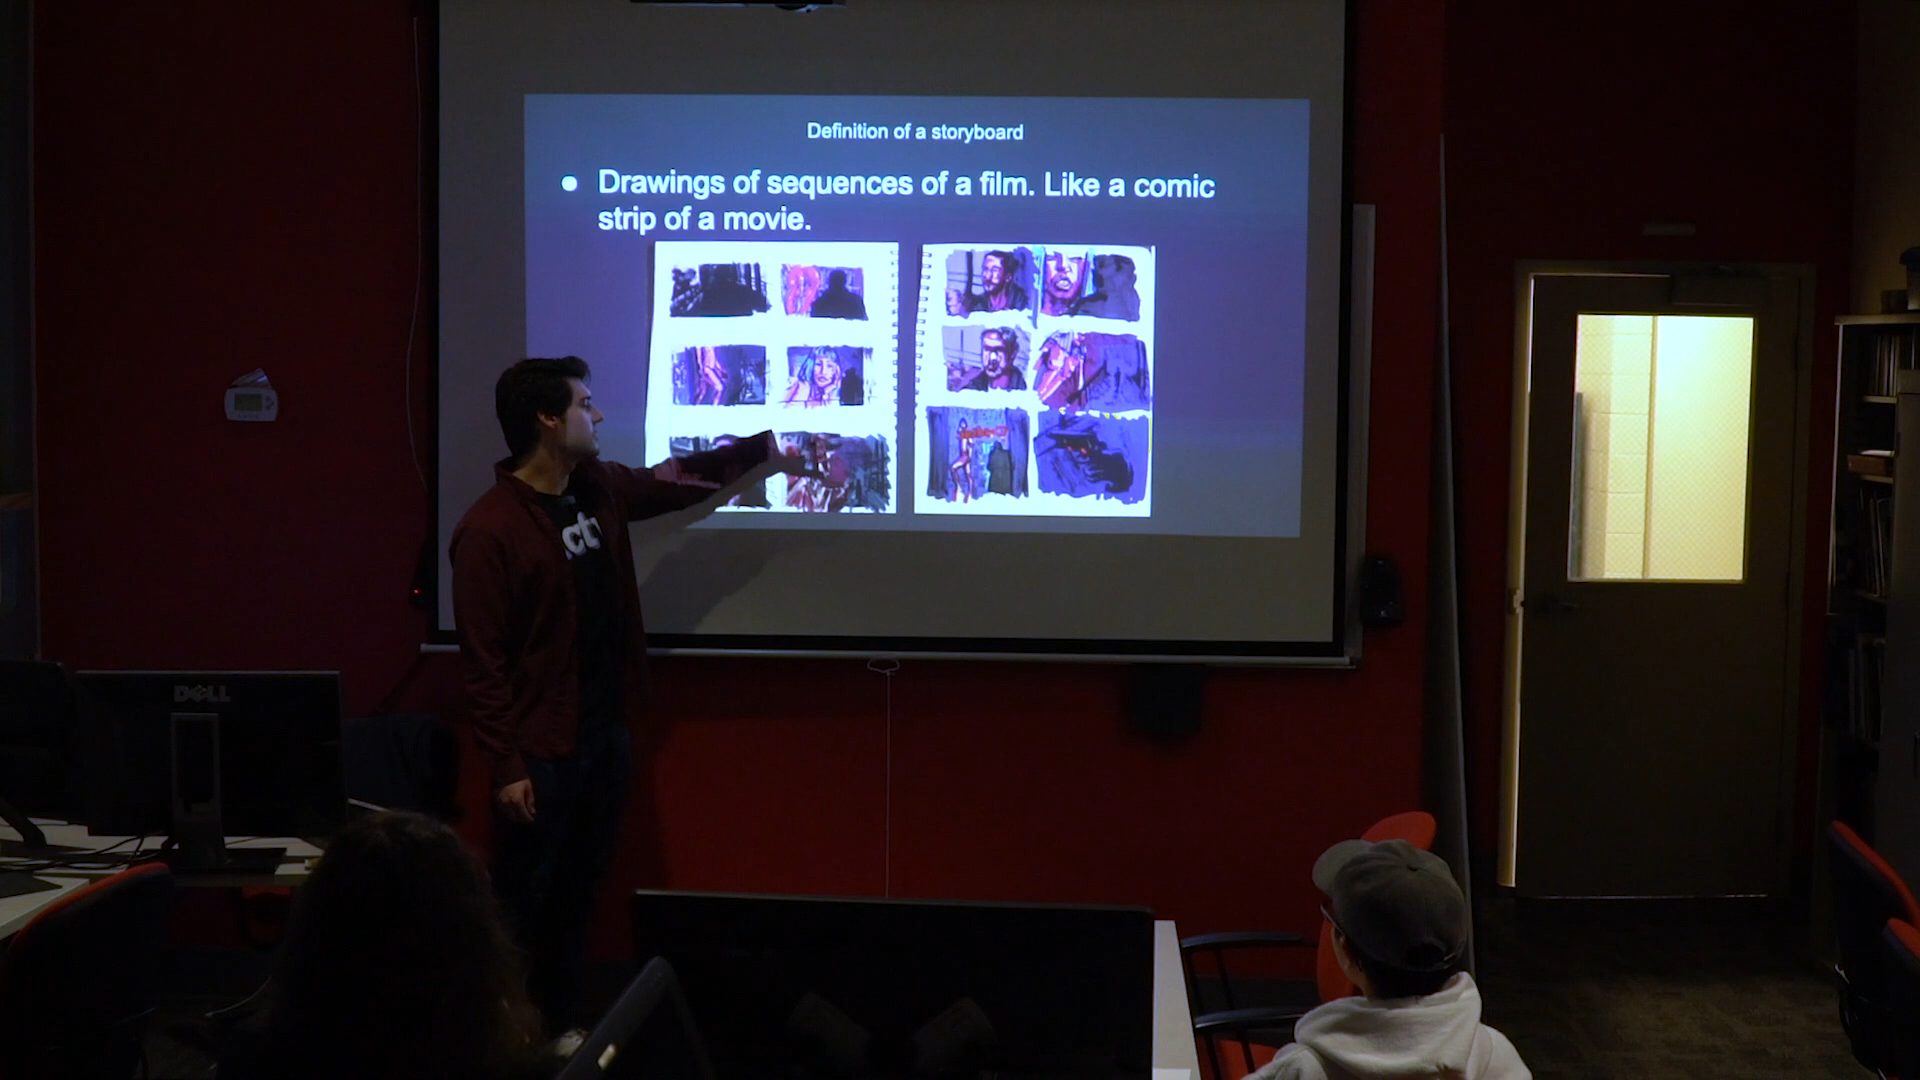 Definition of a storyboard
• Drawings of sequences of a film. Like a comic
strip of a movie.
DELL